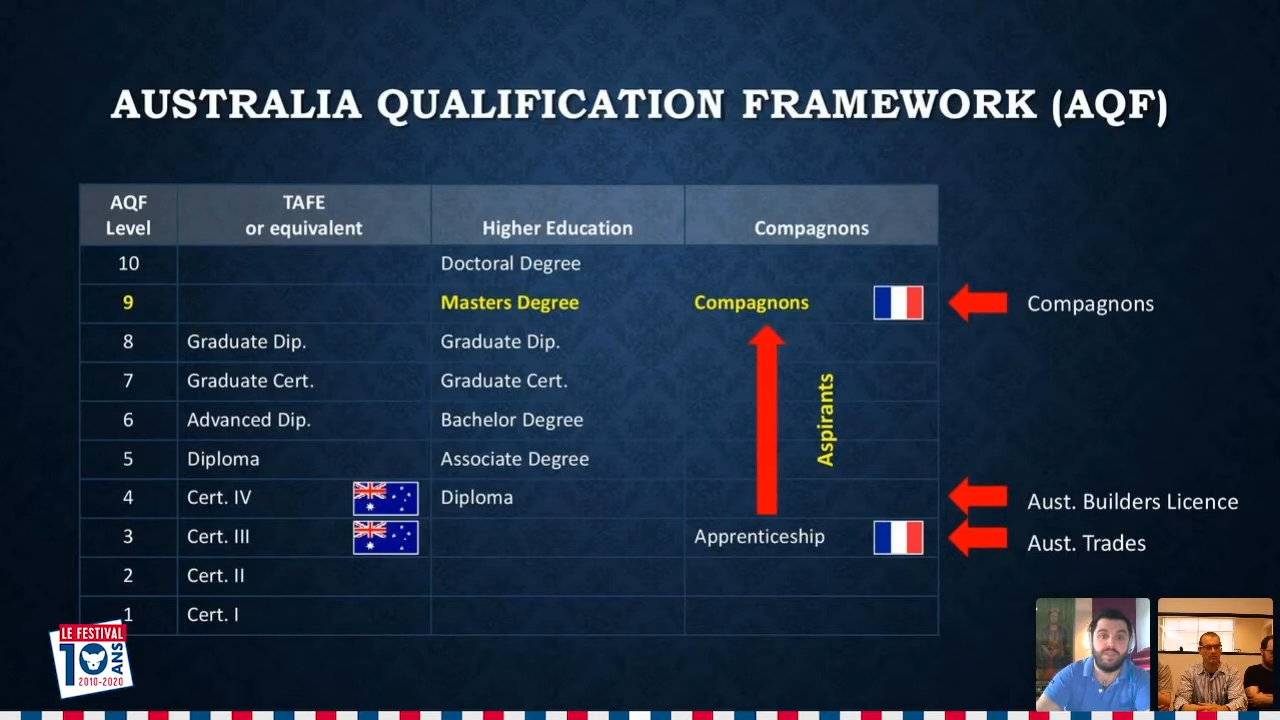 AUSTRALIA QUALIFICATION FRAMEWORK (AQF)
AQF Level TAFE or equivalent Higher Education Compagnons
10 Doctoral Degree
9 Masters Degree Compagnons Compagnons
8 Graduate Dip. Graduate Dip.
7 Graduate Cert. Graduate Cert.
Aspirants
6 Advanced Dip. Bachelor Degree
5 Diploma Associate Degree
4 Cert. IV Diploma Aust. Builders Licence
3 Cert. III Apprenticeship Aust. Trades
2 Cert. II
1 Cert. I
LE FESTIVAL
10 ANS
2010-2020